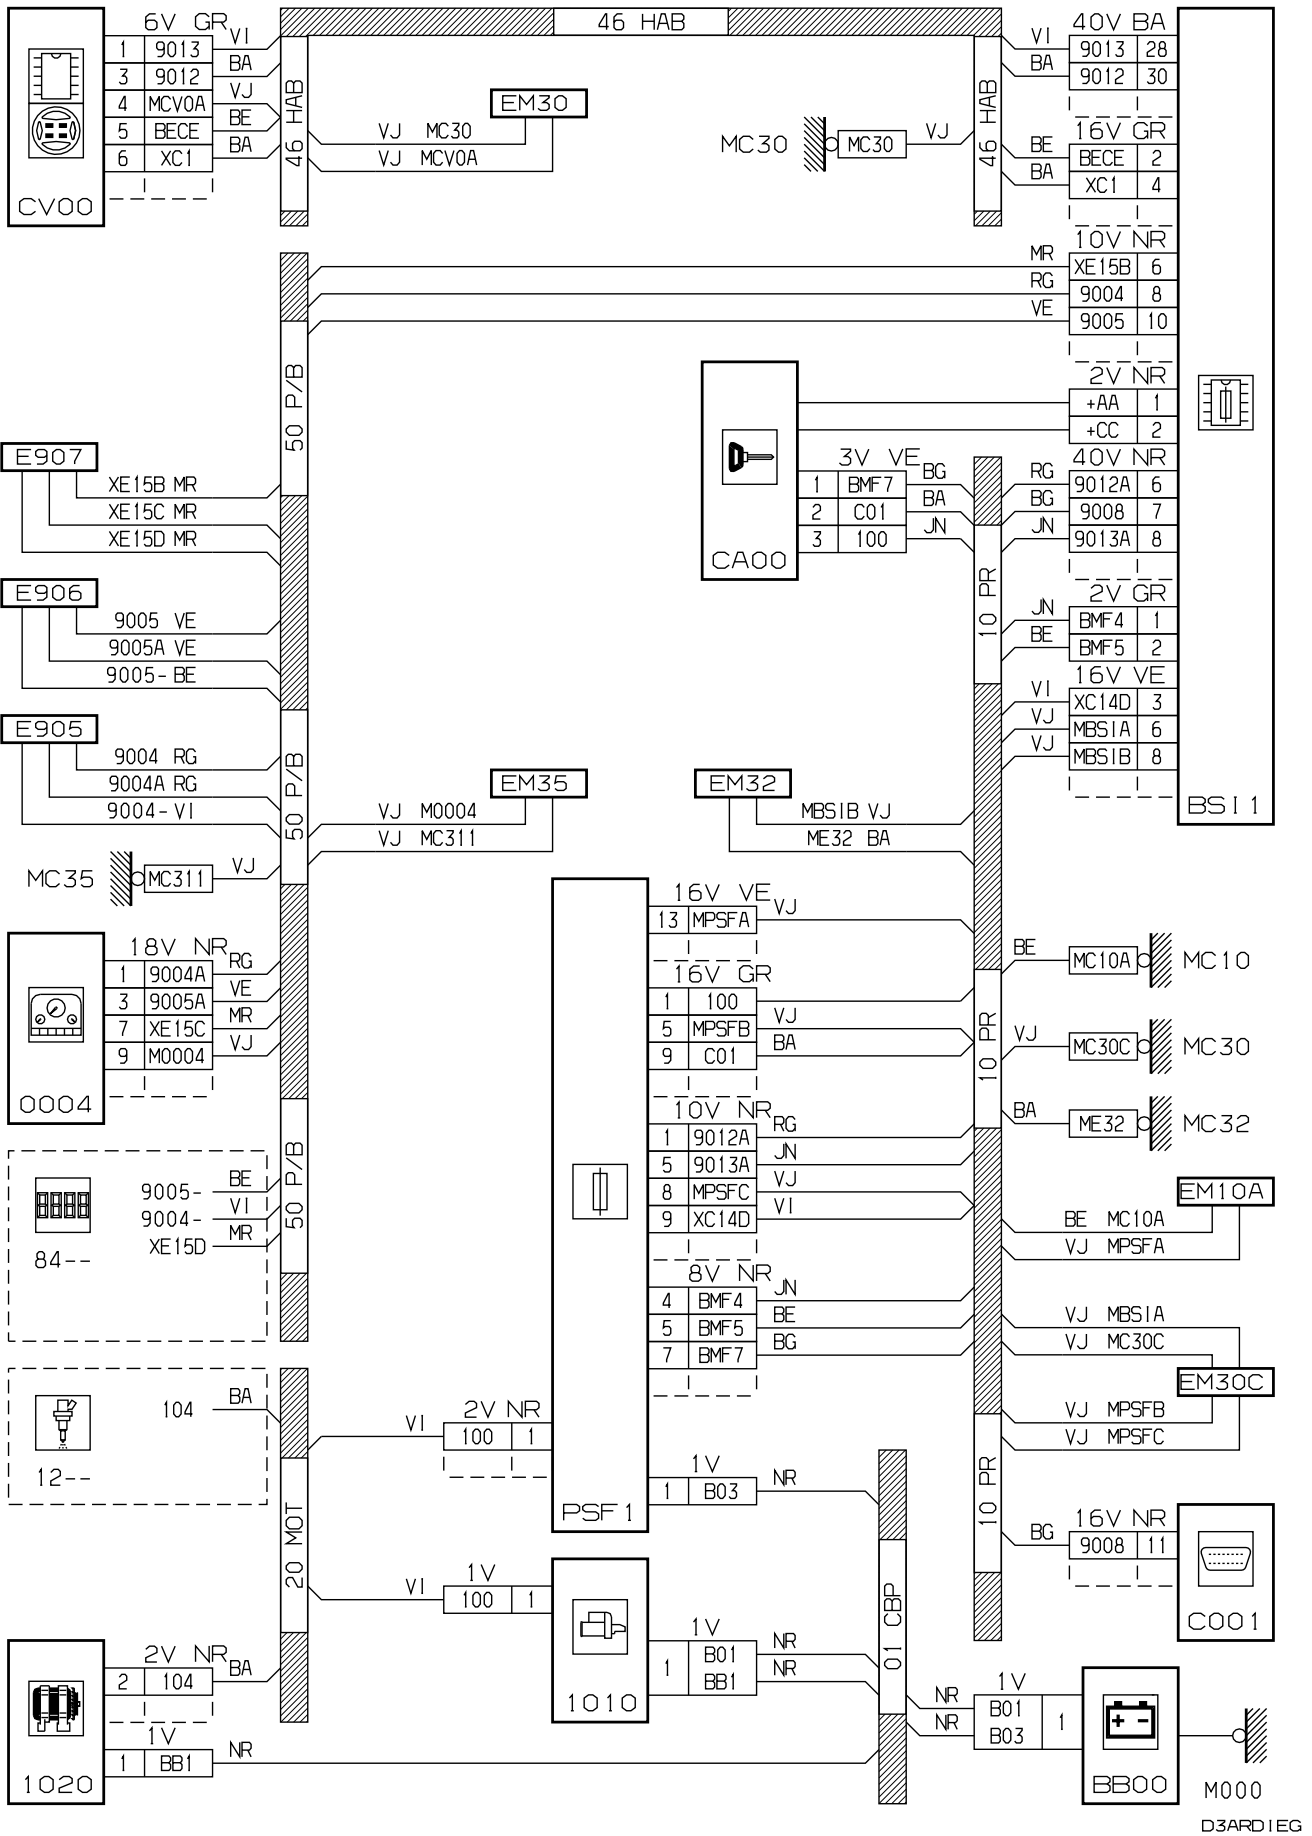 46 HAB
6V GR
1 9013 VI
3 9012 BA
4 MCV0A VJ
5 BECE BE
6 XC1 BA
CV00
46 HAB
EM30
VJ MC30
VJ MCV0A
MC30
MC30 VJ
46 HAB
40V BA
VI 9013 28
BA 9012 30
16V GR
BE BECE 2
BA XC1 4
10V NR
MR XE15B 6
RG 9004 8
VE 9005 10
2V NR
+AA 1
+CC 2
40V NR
RG 9012A 6
BG 9008 7
JN 9013A 8
2V GR
JN BMF4 1
BE BMF5 2
16V VE
VI XC14D 3
VJ MBSIA 6
VJ MBSIB 8
BSI1
50 P/B
3V VE
1 BMF7 BG
2 C01 BA
3 100 JN
CA00
10 PR
E907
XE15B MR
XE15C MR
XE15D MR
E906
9005 VE
9005A VE
9005- BE
E905
9004 RG
9004A RG
9004- VI
MC35
MC311 VJ
50 P/B
EM35
VJ M0004
VJ MC311
EM32
MBSIB VJ
ME32 BA
18V NR
1 9004A RG
3 9005A VE
7 XE15C MR
9 M0004 VJ
0004
16V VE
13 MPSFA VJ
16V GR
1 100
5 MPSFB VJ
9 C01 BA
10V NR
1 9012A RG
5 9013A JN
8 MPSFC VJ
9 XC14D VI
8V NR
4 BMF4 JN
5 BMF5 BE
7 BMF7 BG
10 PR
BE MC10A MC10
VJ MC30C MC30
BA ME32 MC32
EM10A
BE MC10A
VJ MPSFA
VJ MBSIA
VJ MC30C
EM30C
VJ MPSFB
VJ MPSFC
9005- BE
9004- VI
XE15D MR
84--
50 P/B
104 BA
12--
2V NR
VI 100 1
1V
1 B03 NR
PSF1
20 MOT
10 PR
16V NR
BG 9008 11
C001
1V
VI 100 1
1V
1
B01 NR
BB1 NR
1010
01 CBP
2V NR
2 104 BA
1V
1 BB1 NR
1020
1V
NR B01
NR B03
1
BB00
M000
D3ARDIEG